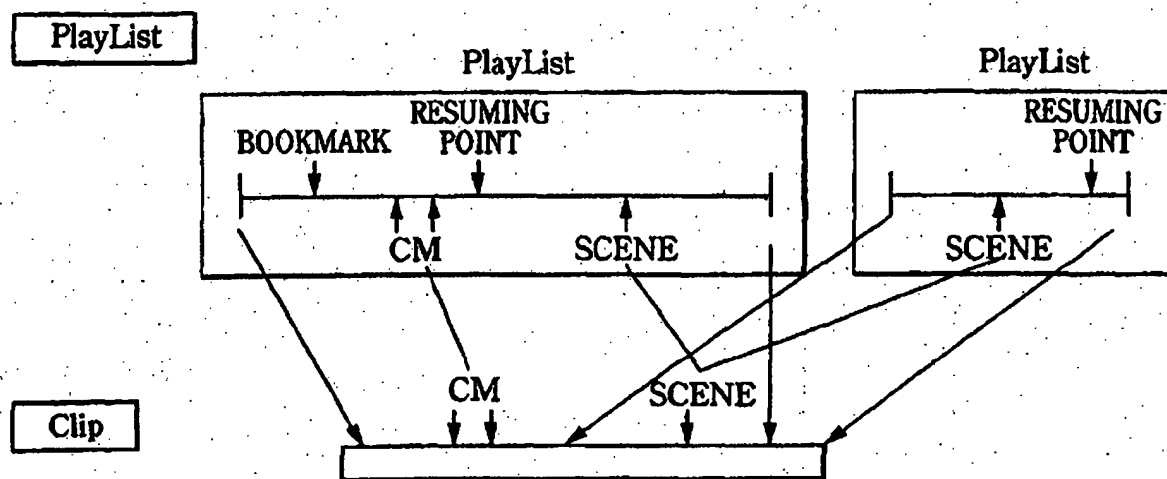 PlayList
PlayList
PlayList
BOOKMARK
RESUMING
POINT
RESUMING
POINT
CM
SCENE
SCENE
CM
SCENE
Clip